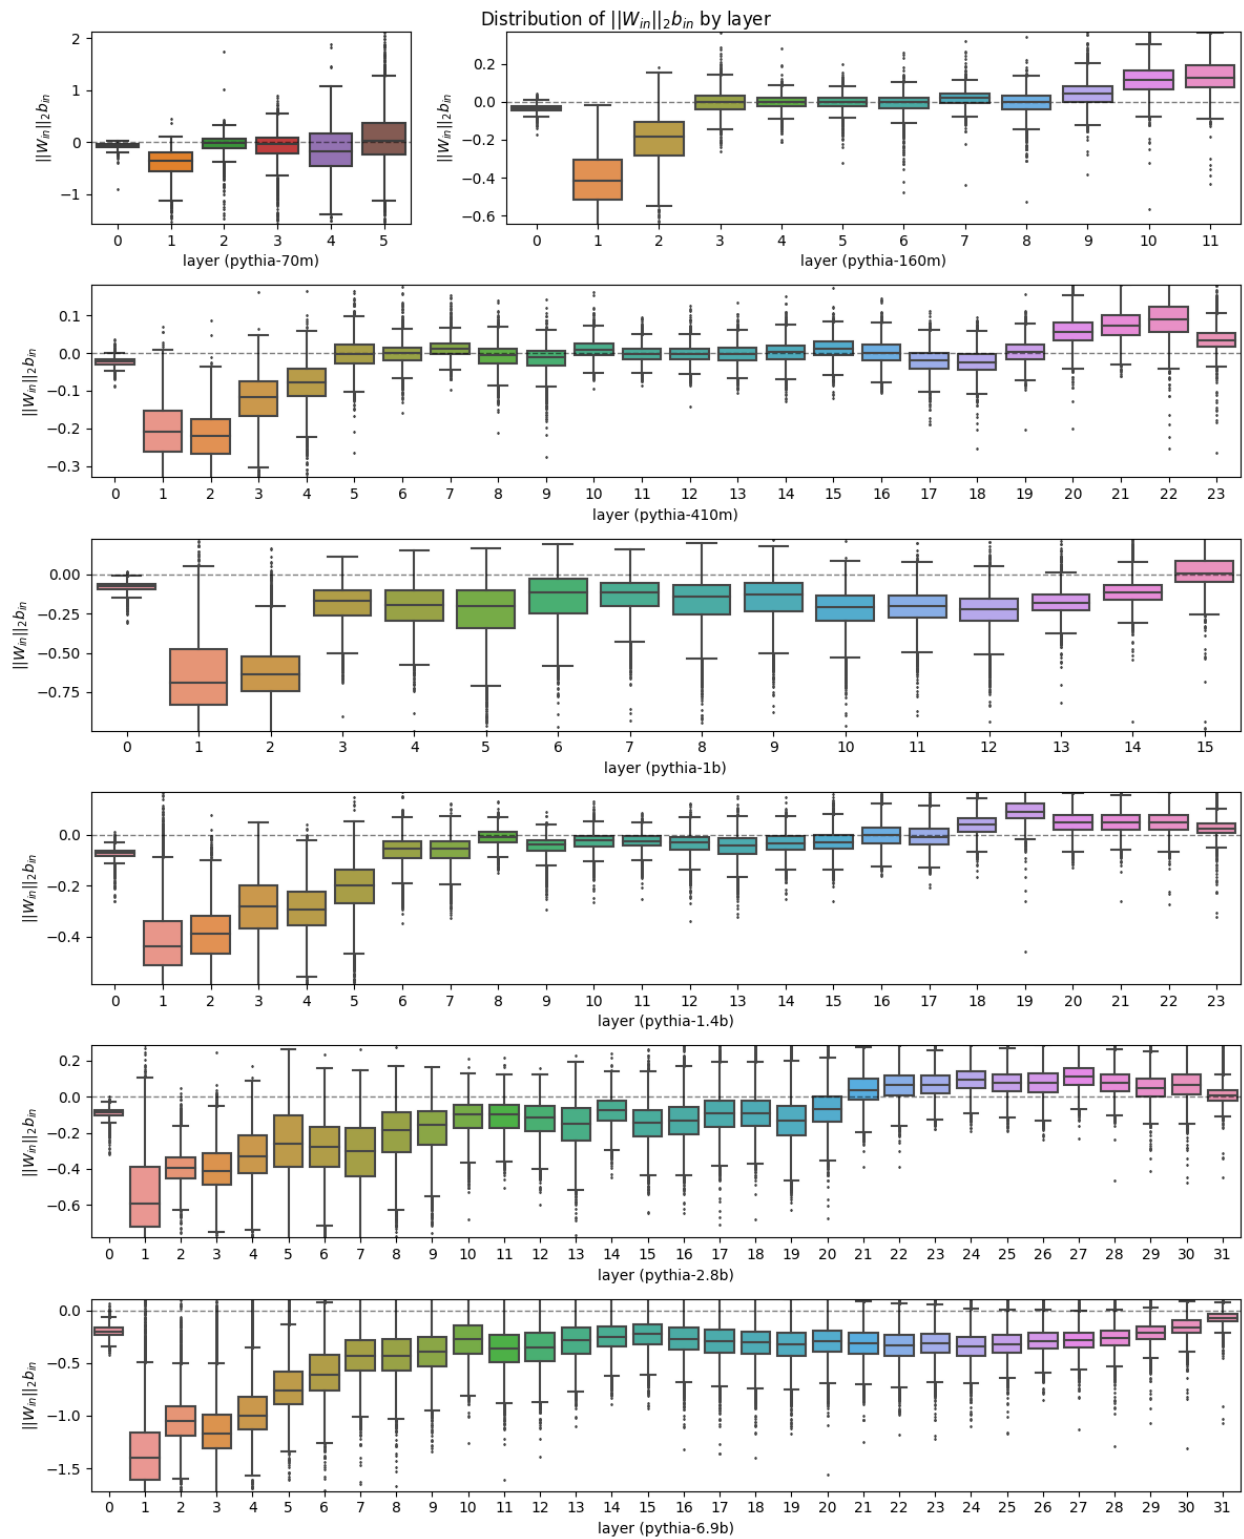 Distribution of ||W_in||_2 b_in by layer
||W_in||_2 b_in
2
1
0
−1
0 1 2 3 4 5
layer (pythia-70m)
||W_in||_2 b_in
0.2
0.0
−0.2
−0.4
−0.6
0 1 2 3 4 5 6 7 8 9 10 11
layer (pythia-160m)
||W_in||_2 b_in
0.1
0.0
−0.1
−0.2
−0.3
0 1 2 3 4 5 6 7 8 9 10 11 12 13 14 15 16 17 18 19 20 21 22 23
layer (pythia-410m)
||W_in||_2 b_in
0.00
−0.25
−0.50
−0.75
0 1 2 3 4 5 6 7 8 9 10 11 12 13 14 15
layer (pythia-1b)
||W_in||_2 b_in
0.0
−0.2
−0.4
0 1 2 3 4 5 6 7 8 9 10 11 12 13 14 15 16 17 18 19 20 21 22 23
layer (pythia-1.4b)
||W_in||_2 b_in
0.2
0.0
−0.2
−0.4
−0.6
0 1 2 3 4 5 6 7 8 9 10 11 12 13 14 15 16 17 18 19 20 21 22 23 24 25 26 27 28 29 30 31
layer (pythia-2.8b)
||W_in||_2 b_in
0.0
−0.5
−1.0
−1.5
0 1 2 3 4 5 6 7 8 9 10 11 12 13 14 15 16 17 18 19 20 21 22 23 24 25 26 27 28 29 30 31
layer (pythia-6.9b)